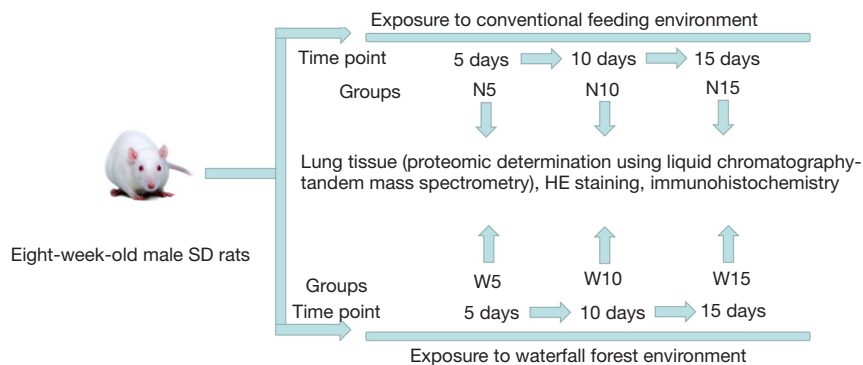 Exposure to conventional feeding environment
Time point 5 days 10 days 15 days
Groups N5 N10 N15
Lung tissue (proteomic determination using liquid chromatography-
tandem mass spectrometry), HE staining, immunohistochemistry
Eight-week-old male SD rats
Groups W5 W10 W15
Time point 5 days 10 days 15 days
Exposure to waterfall forest environment